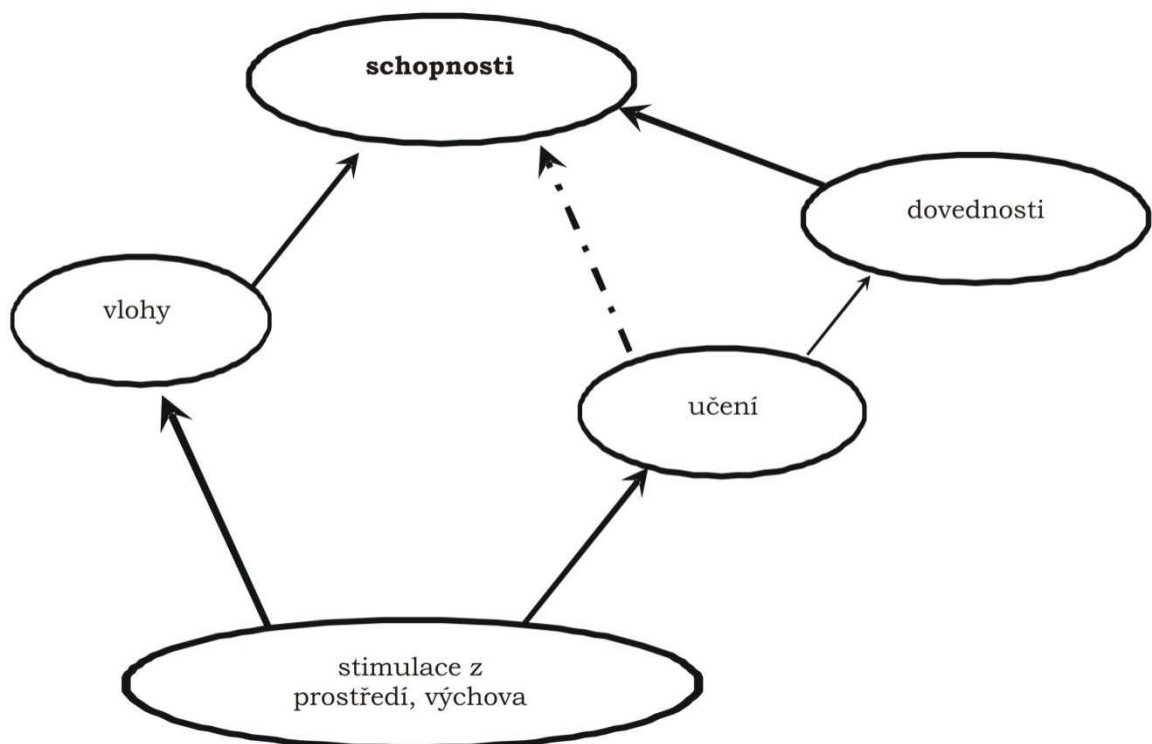 schopnosti
dovednosti
vlohy
učení
stimulace z
prostředí, výchova